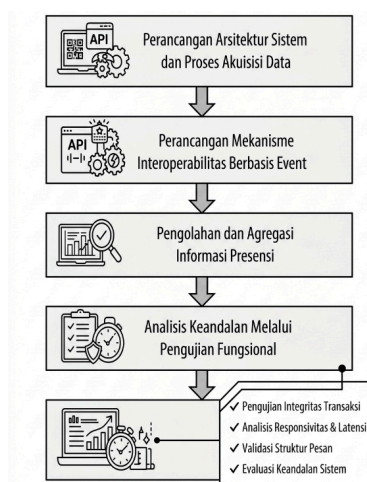 API
Perancangan Arsitektur Sistem
dan Proses Akuisisi Data
API
Perancangan Mekanisme
Interoperabilitas Berbasis Event
Pengolahan dan Agregasi
Informasi Presensi
Analisis Keandalan Melalui
Pengujian Fungsional
✓ Pengujian Integritas Transaksi
✓ Analisis Responsivitas & Latensi
✓ Validasi Struktur Pesan
✓ Evaluasi Keandalan Sistem